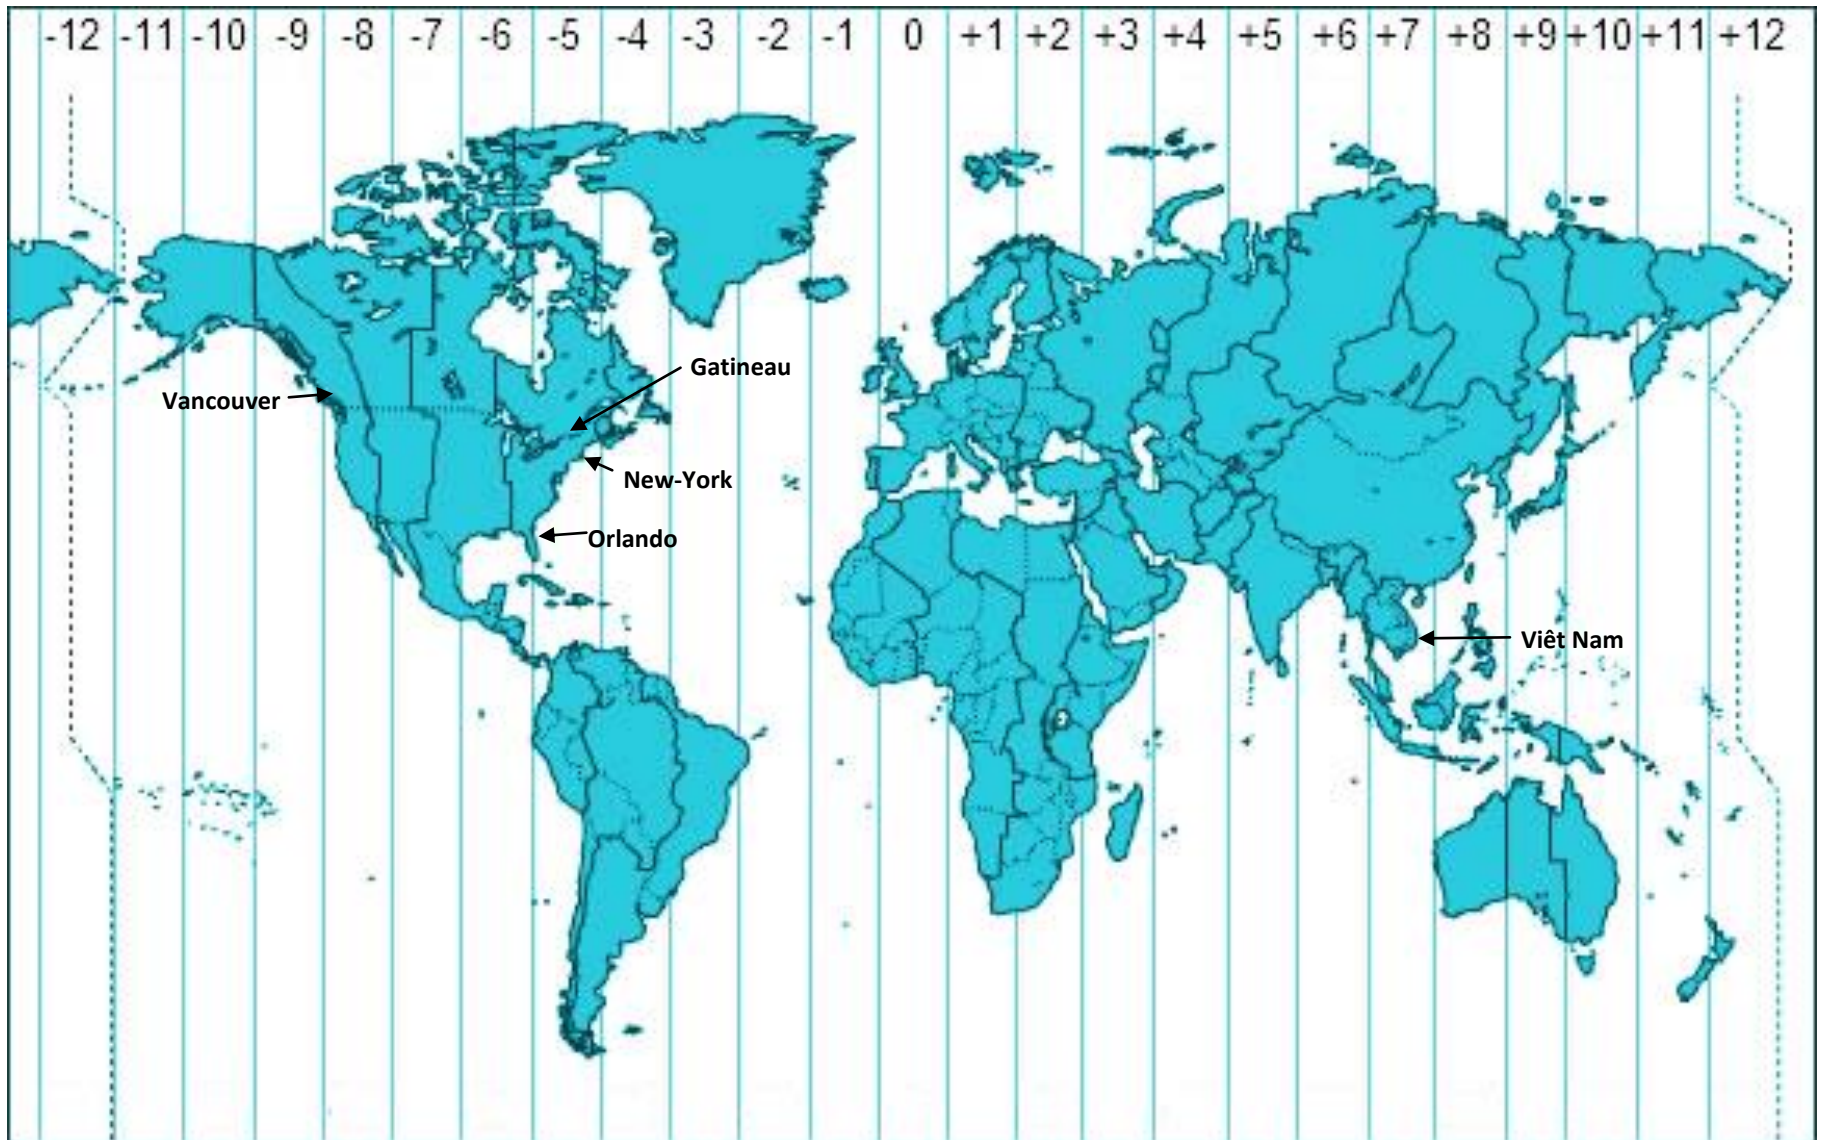 -12 -11 -10 -9 -8 -7 -6 -5 -4 -3 -2 -1 0 +1 +2 +3 +4 +5 +6 +7 +8 +9 +10 +11 +12
Gatineau
Vancouver
New-York
Orlando
Viêt Nam